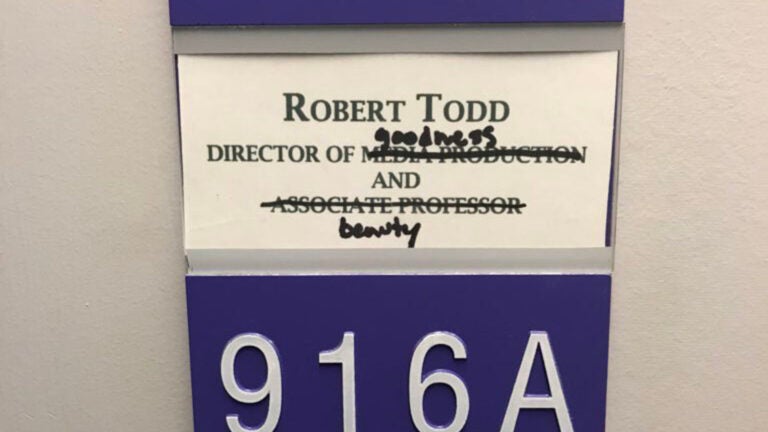 ROBERT TODD
goodness
DIRECTOR OF MEDIA PRODUCTION
AND
ASSOCIATE PROFESSOR
beauty
916A